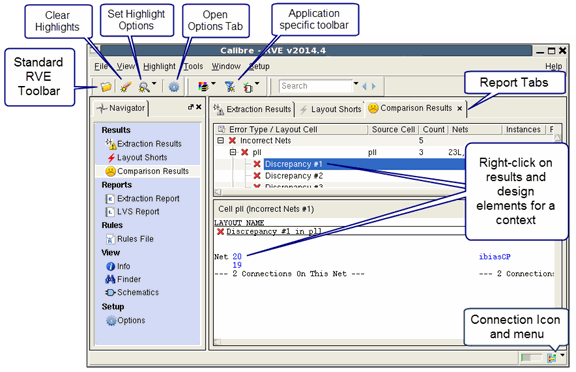 Clear
Highlights
Set Highlight
Options
Open
Options Tab
Application
specific toolbar
Standard
RVE
Toolbar
Calibre - RVE v2014.4
File View Highlight Tools Window Setup Help
Search
Report Tabs
Navigator
Extraction Results Layout Shorts Comparison Results
Results
Extraction Results
Layout Shorts
Comparison Results
Reports
Extraction Report
LVS Report
Rules
Rules File
View
Info
Finder
Schematics
Setup
Options
Error Type / Layout Cell Source Cell Count Nets Instances
Incorrect Nets 5
pll pll 3 23L,
Discrepancy #1
Discrepancy #2
Discrepancy #3
Right-click on
results and
design
elements for a
context
Cell pll (Incorrect Nets #1)
LAYOUT NAME
Discrepancy #1 in pll
Net 20 ibiasCP
19
--- 2 Connections On This Net --- --- 2 Connections
Connection Icon
and menu